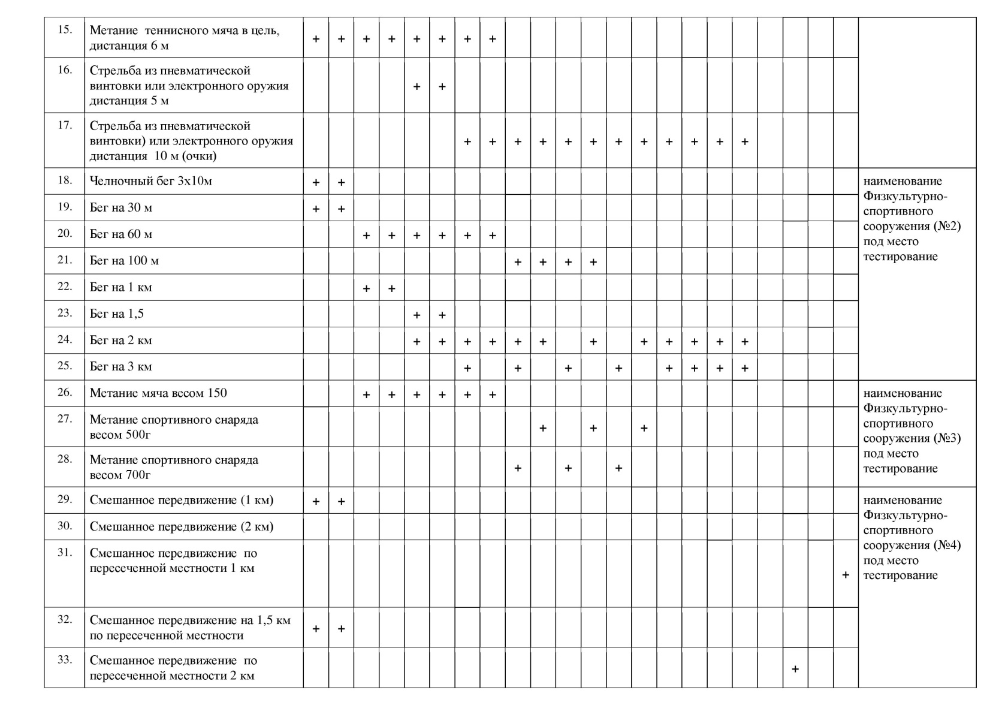 15. Метание теннисного мяча в цель,
дистанция 6 м
+ + + + + + + +
16. Стрельба из пневматической
винтовки или электронного оружия
дистанция 5 м
+ +
17. Стрельба из пневматической
винтовки) или электронного оружия
дистанция 10 м (очки)
+ + + + + + + + + + + +
18. Челночный бег 3х10м + +
19. Бег на 30 м + +
20. Бег на 60 м + + + + + +
21. Бег на 100 м + + + +
22. Бег на 1 км + +
23. Бег на 1,5 + +
24. Бег на 2 км + + + + + + + + + + + +
25. Бег на 3 км + + + + + + + +
наименование
Физкультурно-
спортивного
сооружения (№2)
под место
тестирование
26. Метание мяча весом 150 + + + + + +
27. Метание спортивного снаряда
весом 500г
+ + +
28. Метание спортивного снаряда
весом 700г
+ + +
наименование
Физкультурно-
спортивного
сооружения (№3)
под место
тестирование
29. Смешанное передвижение (1 км) + +
30. Смешанное передвижение (2 км)
31. Смешанное передвижение по
пересеченной местности 1 км
+
32. Смешанное передвижение на 1,5 км
по пересеченной местности
+ +
33. Смешанное передвижение по
пересеченной местности 2 км
+
наименование
Физкультурно-
спортивного
сооружения (№4)
под место
тестирование